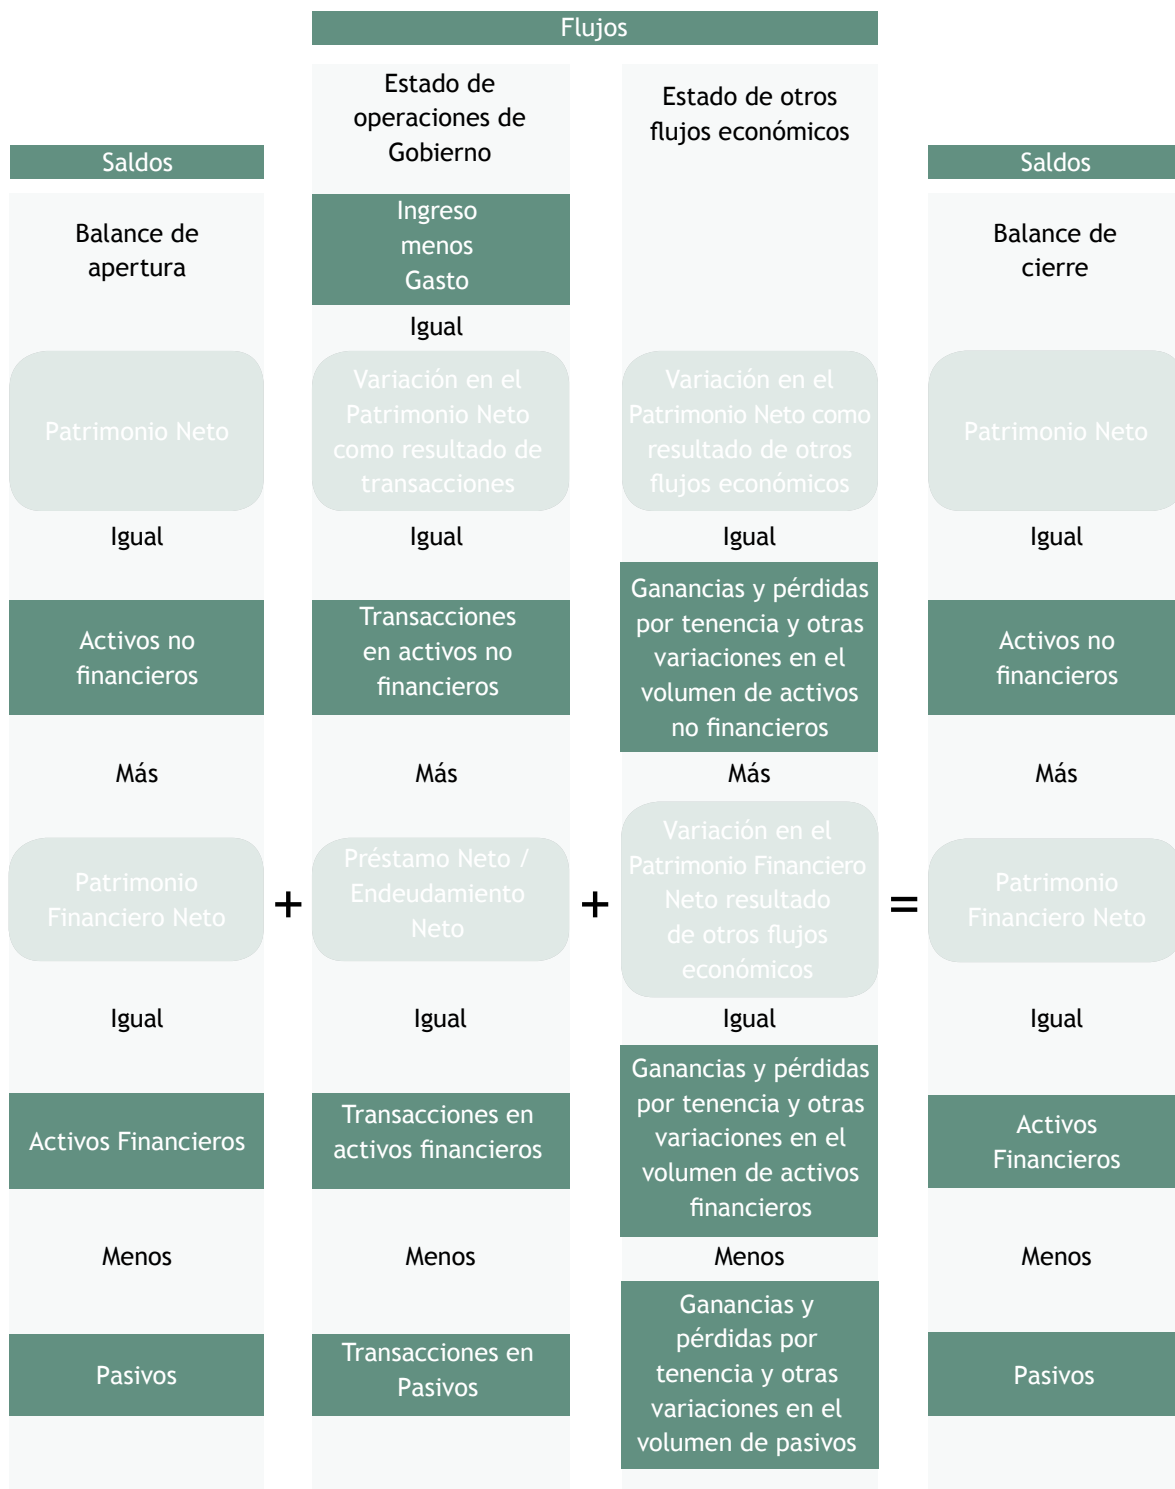 Flujos
Saldos
Balance de
apertura
Patrimonio Neto
Igual
Activos no
financieros
Más
Patrimonio
Financiero Neto
Igual
Activos Financieros
Menos
Pasivos
+
Estado de
operaciones de
Gobierno
Ingreso
menos
Gasto
Igual
Variación en el
Patrimonio Neto
como resultado de
transacciones
Igual
Transacciones
en activos no
financieros
Más
Préstamo Neto /
Endeudamiento
Neto
Igual
Transacciones en
activos financieros
Menos
Transacciones en
Pasivos
+
Estado de otros
flujos económicos
Variación en el
Patrimonio Neto como
resultado de otros
flujos económicos
Igual
Ganancias y pérdidas
por tenencia y otras
variaciones en el
volumen de activos
no financieros
Más
Variación en el
Patrimonio Financiero
Neto resultado
de otros flujos
económicos
Igual
Ganancias y pérdidas
por tenencia y otras
variaciones en el
volumen de activos
financieros
Menos
Ganancias y
pérdidas por
tenencia y otras
variaciones en el
volumen de pasivos
=
Saldos
Balance de
cierre
Patrimonio Neto
Igual
Activos no
financieros
Más
Patrimonio
Financiero Neto
Igual
Activos
Financieros
Menos
Pasivos